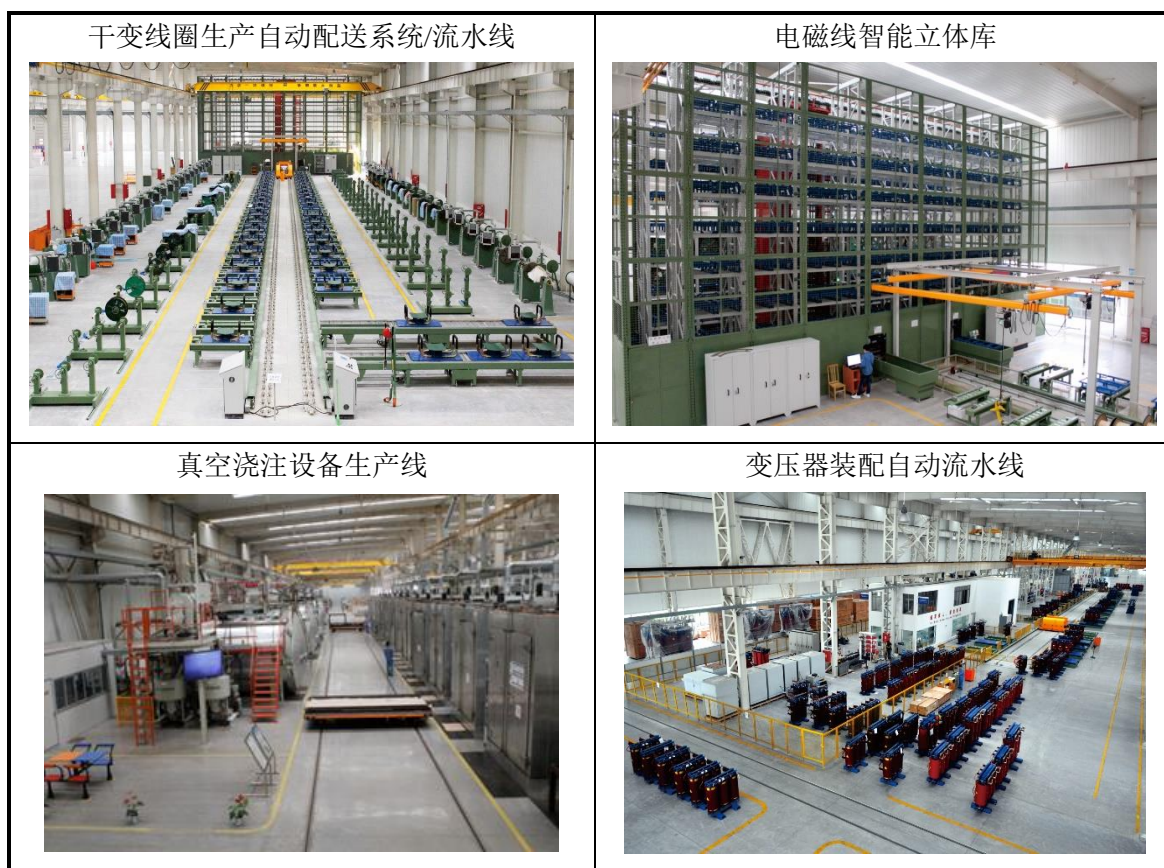 干变线圈生产自动配送系统/流水线
电磁线智能立体库
真空浇注设备生产线
变压器装配自动流水线